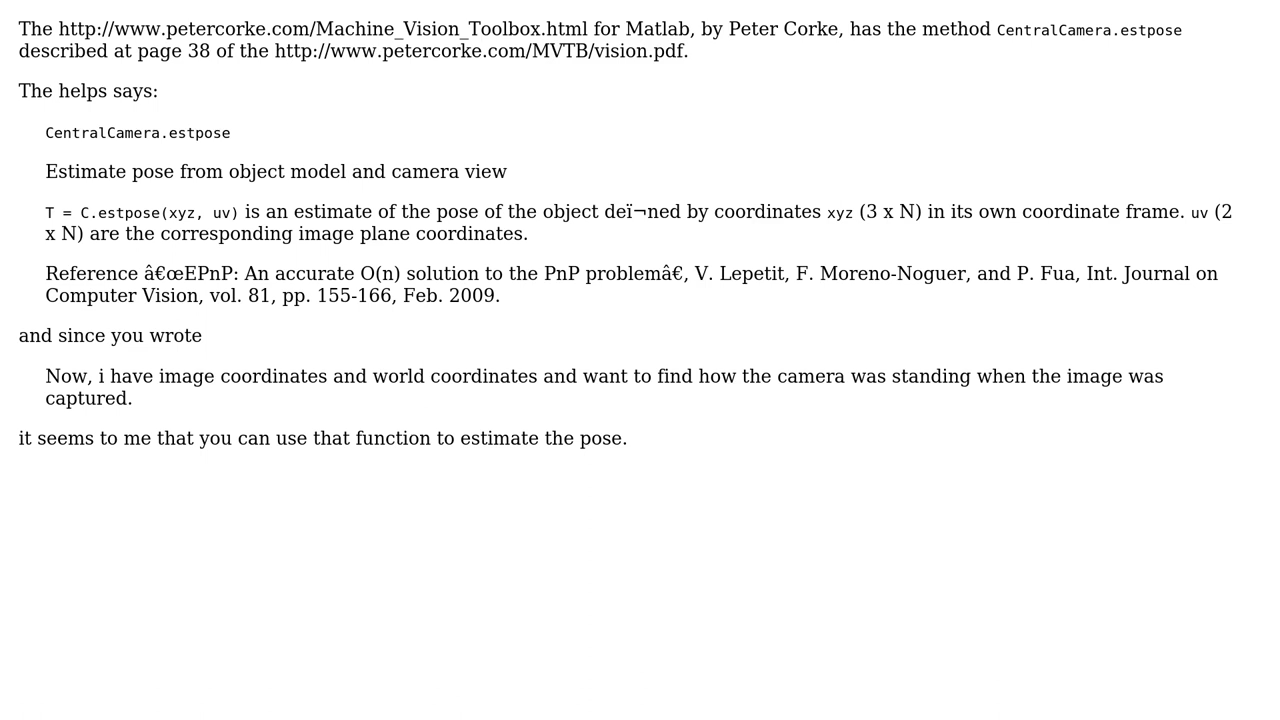 The http://www.petercorke.com/Machine_Vision_Toolbox.html for Matlab, by Peter Corke, has the method CentralCamera.estpose
described at page 38 of the http://www.petercorke.com/MVTB/vision.pdf.
The helps says:
CentralCamera.estpose
Estimate pose from object model and camera view
T = C.estpose(xyz, uv) is an estimate of the pose of the object deï¬ned by coordinates xyz (3 x N) in its own coordinate frame. uv (2
x N) are the corresponding image plane coordinates.
Reference â€œEPnP: An accurate O(n) solution to the PnP problemâ€, V. Lepetit, F. Moreno-Noguer, and P. Fua, Int. Journal on
Computer Vision, vol. 81, pp. 155-166, Feb. 2009.
and since you wrote
Now, i have image coordinates and world coordinates and want to find how the camera was standing when the image was
captured.
it seems to me that you can use that function to estimate the pose.